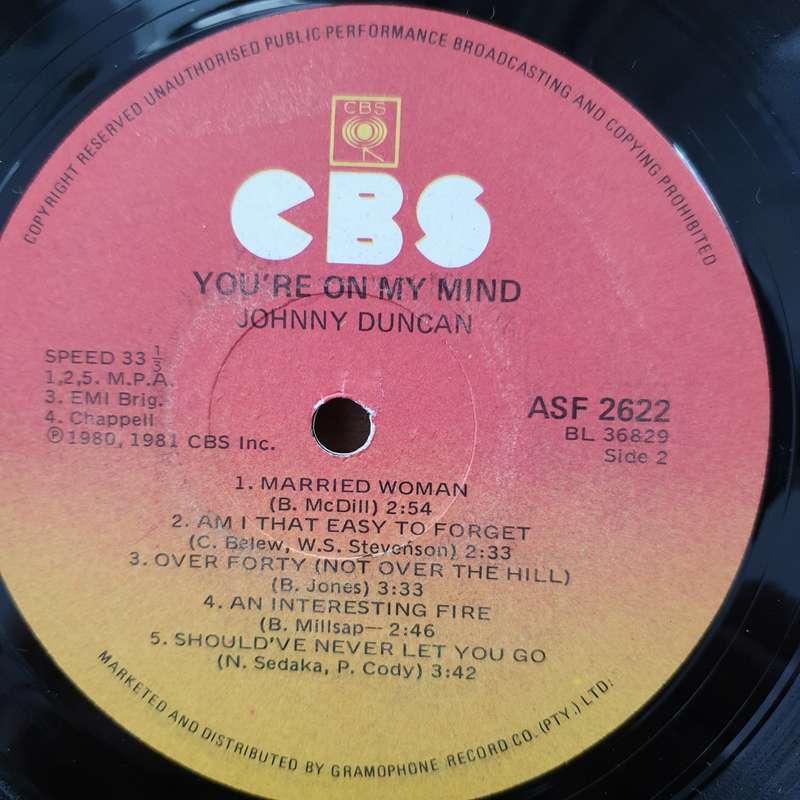 COPYRIGHT RESERVED UNAUTHORISED PUBLIC PERFORMANCE BROADCASTING AND COPYING PROHIBITED
CBS
CBS
YOU'RE ON MY MIND
JOHNNY DUNCAN
SPEED 33 1/3
1,2,5. M.P.A.
3. EMI Brig.
4. Chappell
℗1980, 1981 CBS Inc.
ASF 2622
BL 36829
Side 2
1. MARRIED WOMAN
(B. McDill) 2:54
2. AM I THAT EASY TO FORGET
(C. Belew, W.S. Stevenson) 2:33
3. OVER FORTY (NOT OVER THE HILL)
(B. Jones) 3:33
4. AN INTERESTING FIRE
(B. Millsap— 2:46
5. SHOULD'VE NEVER LET YOU GO
(N. Sedaka, P. Cody) 3:42
MARKETED AND DISTRIBUTED BY GRAMOPHONE RECORD CO. (PTY.) LTD.